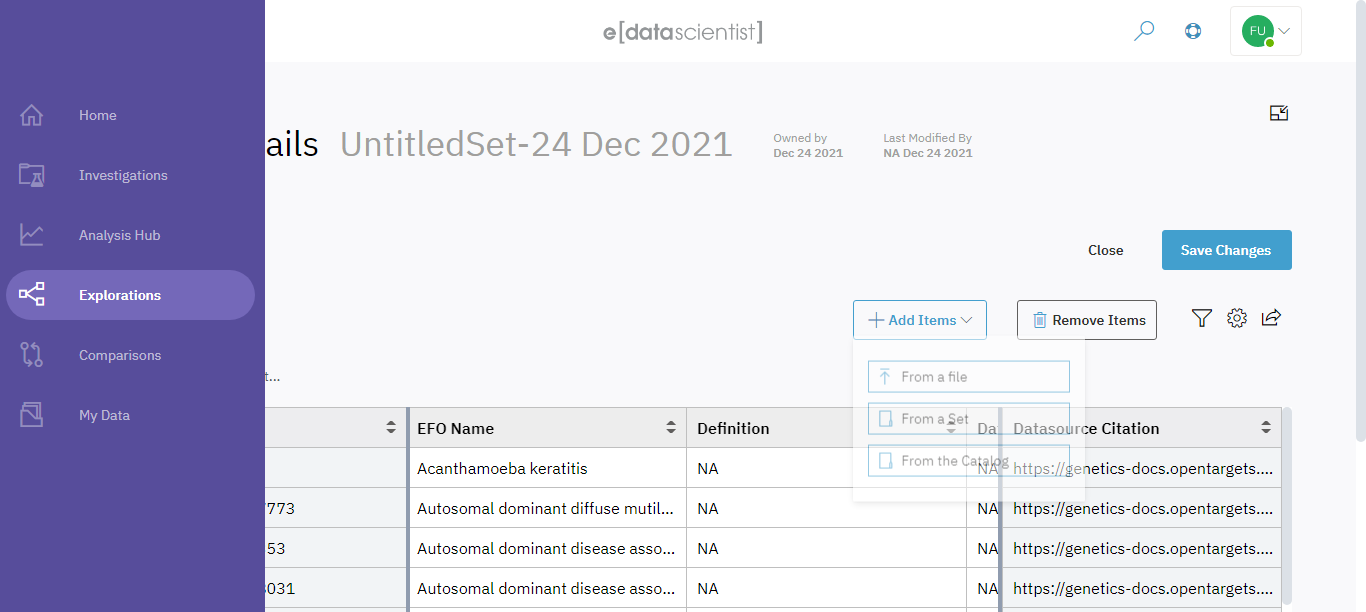 e[datascientist]
FU
Home
Investigations
Analysis Hub
Explorations
Comparisons
My Data
ails UntitledSet-24 Dec 2021
Owned by
Dec 24 2021
Last Modified By
NA Dec 24 2021
Close
Save Changes
Add Items
Remove Items
From a file
From a Set
From the Catalog
t...
EFO Name
Definition
Da
Datasource Citation
Acanthamoeba keratitis
NA
NA
https://genetics-docs.opentargets....
773
Autosomal dominant diffuse mutil...
NA
NA
https://genetics-docs.opentargets....
53
Autosomal dominant disease asso...
NA
NA
https://genetics-docs.opentargets....
031
Autosomal dominant disease asso...
NA
NA
https://genetics-docs.opentargets....